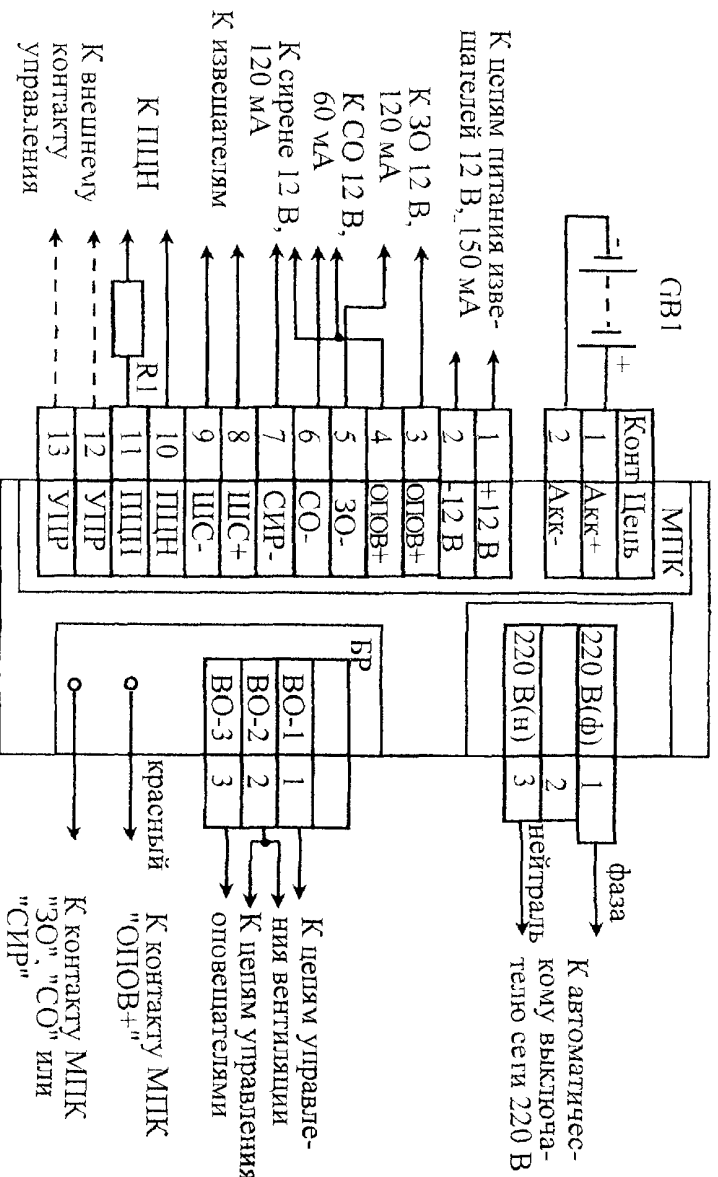 GB1
-
+
К цепям питания изве-
щателей 12 В, 150 мА
К ЗО 12 В,
120 мА
К СО 12 В,
60 мА
К сирене 12 В,
120 мА
К извещателям
К ПЦН
К внешнему
контакту
управления
R1
МПК
Конт Цепь
1 Акк+
2 Акк-
1 +12 В
2 -12 В
3 ОПОВ+
4 ОПОВ+
5 ЗО-
6 СО-
7 СИР-
8 ШС+
9 ШС-
10 ПЦН
11 ПЦН
12 УПР
13 УПР
220 В(ф) 1
2
220 В(н) 3
фаза
нейтраль
К автоматичес-
кому выключа-
телю сети 220 В
БР
ВО-1 1
ВО-2 2
ВО-3 3
К цепям управле-
ния вентиляции
К цепям управления
оповещателями
красный
К контакту МПК
"ОПОВ+"
К контакту МПК
"ЗО", "СО" или
"СИР"